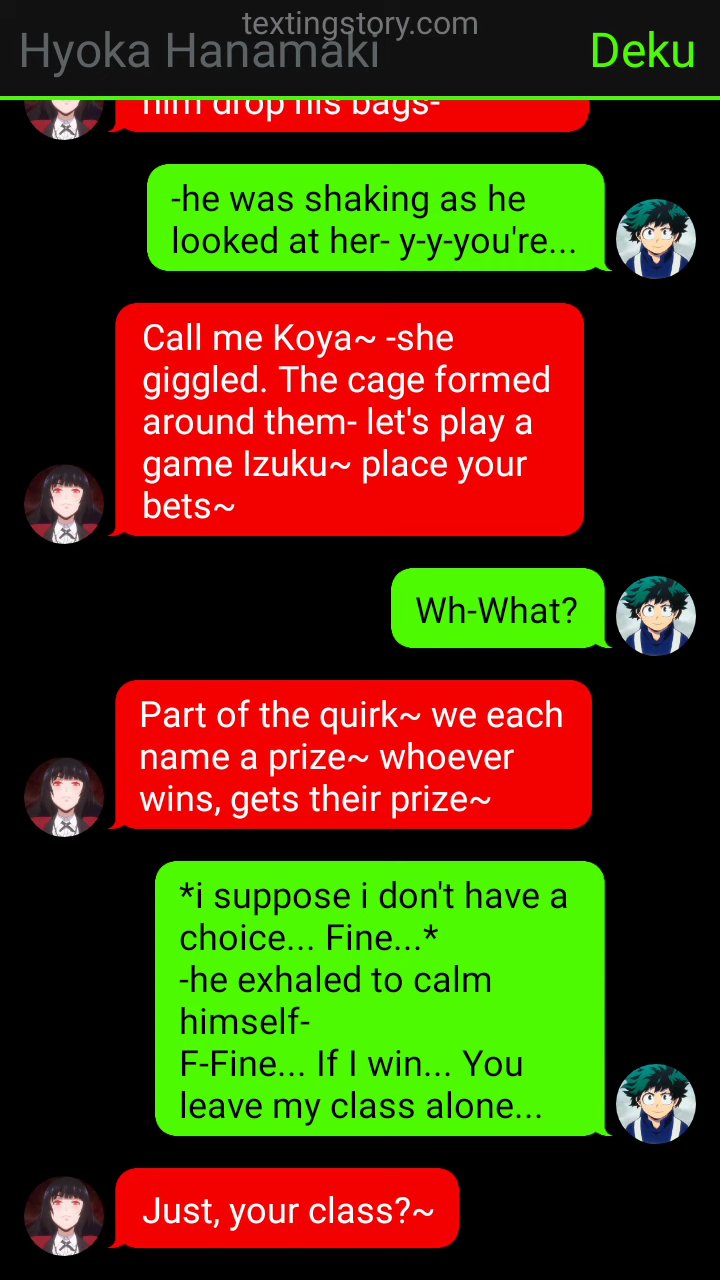 textingstory.com
Hyoka Hanamaki
Deku
him drop his bags-
-he was shaking as he
looked at her- y-y-you're...
Call me Koya~ -she
giggled. The cage formed
around them- let's play a
game Izuku~ place your
bets~
Wh-What?
Part of the quirk~ we each
name a prize~ whoever
wins, gets their prize~
*i suppose i don't have a
choice... Fine...*
-he exhaled to calm
himself-
F-Fine... If I win... You
leave my class alone...
Just, your class?~